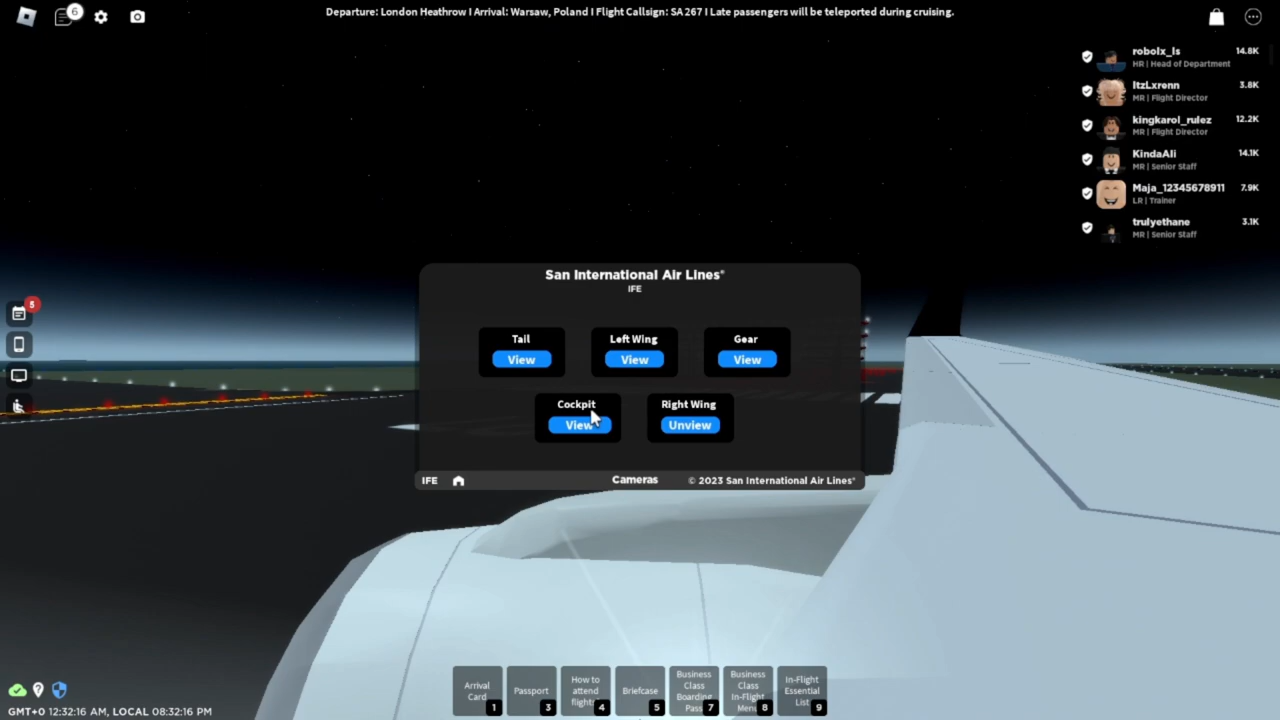 6
Departure: London Heathrow I Arrival: Warsaw, Poland I Flight Callsign: SA 267 I Late passengers will be teleported during cruising.
robolx_ls 14.8K
HR | Head of Department
ItzLxrenn 3.8K
MR | Flight Director
kingkarol_rulez 12.2K
MR | Flight Director
KindaAli 14.1K
MR | Senior Staff
Maja_12345678911 7.9K
LR | Trainer
trulyethane 3.1K
MR | Senior Staff
5
San International Air Lines®
IFE
Tail Left Wing Gear
View View View
Cockpit Right Wing
View Unview
IFE Cameras © 2023 San International Air Lines®
Arrival
Card
1
Passport
3
How to
attend
flights
4
Briefcase
5
Business
Class
Boarding
Pass
7
Business
Class
In-Flight
Menu
8
In-Flight
Essential
List
9
GMT+0 12:32:16 AM, LOCAL 08:32:16 PM